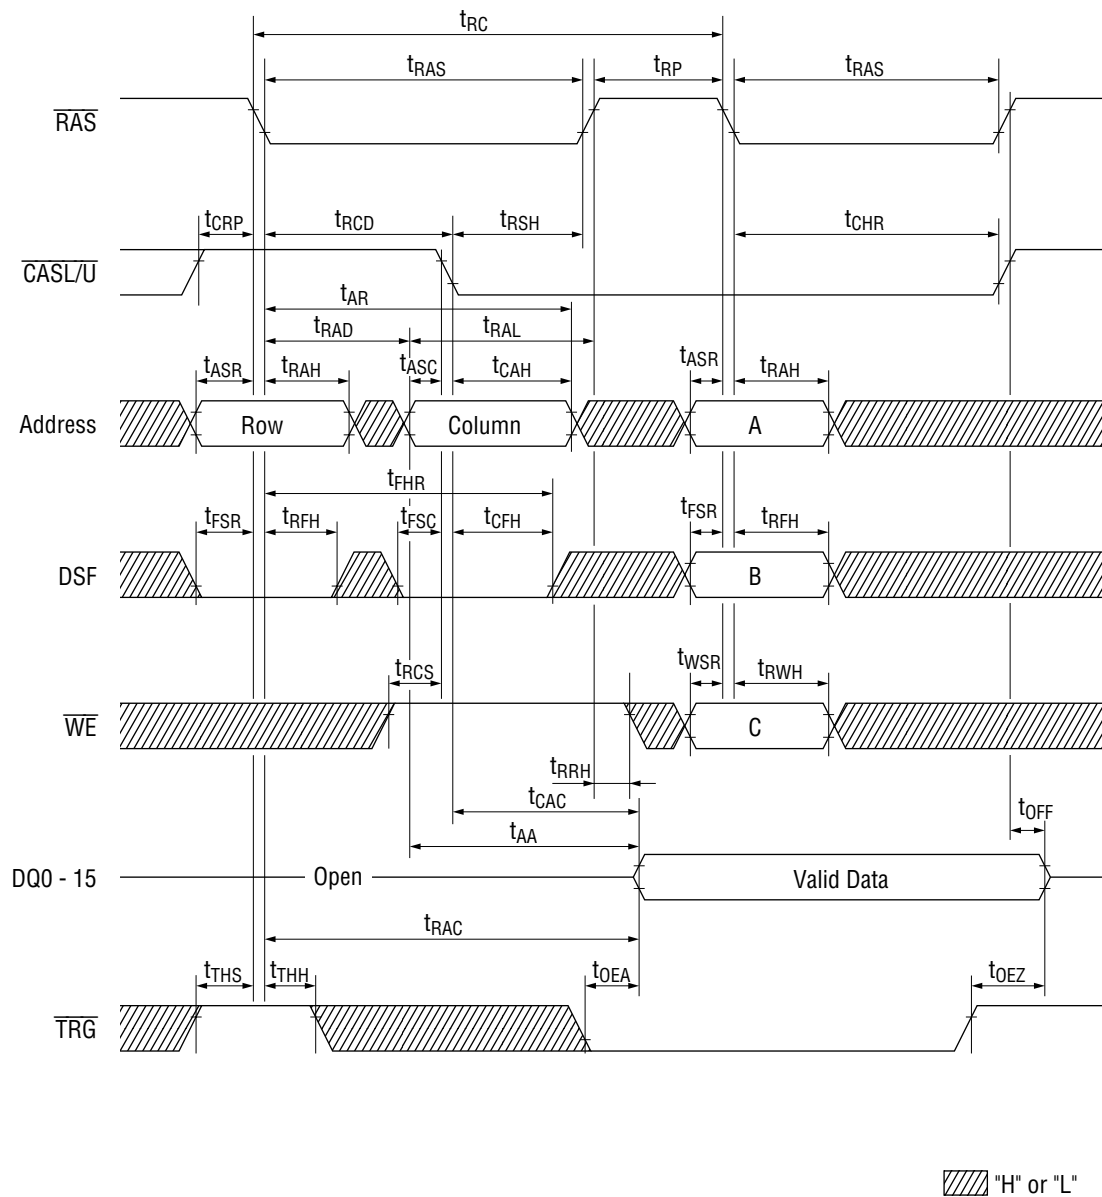 tRC
tRAS tRP tRAS
RAS
tCRP tRCD tRSH tCHR
CASL/U
tAR
tRAD tRAL
tASR tRAH tASC tCAH tASR tRAH
Address Row Column A
tFHR
tFSR tRFH tFSC tCFH tFSR tRFH
DSF B
tRCS tWSR tRWH
WE C
tRRH
tCAC tOFF
tAA
DQ0 - 15 Open Valid Data
tRAC
tTHS tTHH tOEA tOEZ
TRG
"H" or "L"